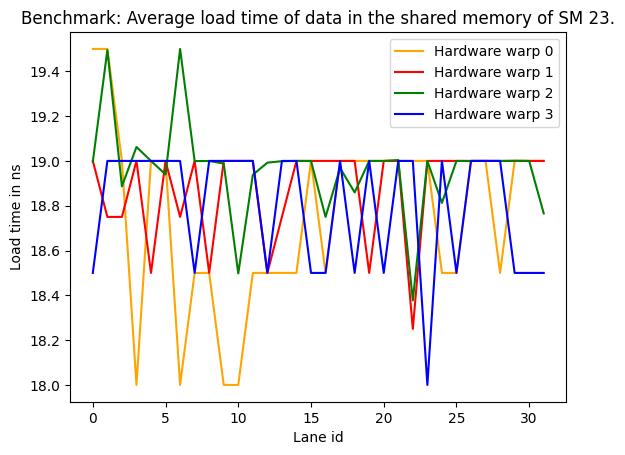 Benchmark: Average load time of data in the shared memory of SM 23.
Hardware warp 0
Hardware warp 1
Hardware warp 2
Hardware warp 3
Load time in ns
19.4
19.2
19.0
18.8
18.6
18.4
18.2
18.0
0 5 10 15 20 25 30
Lane id